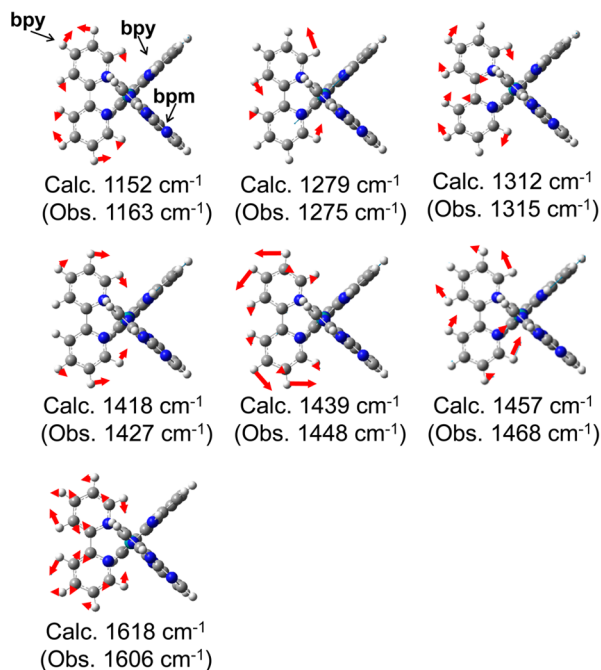 bpy
bpy
bpm
Calc. 1152 cm⁻¹
(Obs. 1163 cm⁻¹)
Calc. 1279 cm⁻¹
(Obs. 1275 cm⁻¹)
Calc. 1312 cm⁻¹
(Obs. 1315 cm⁻¹)
Calc. 1418 cm⁻¹
(Obs. 1427 cm⁻¹)
Calc. 1439 cm⁻¹
(Obs. 1448 cm⁻¹)
Calc. 1457 cm⁻¹
(Obs. 1468 cm⁻¹)
Calc. 1618 cm⁻¹
(Obs. 1606 cm⁻¹)